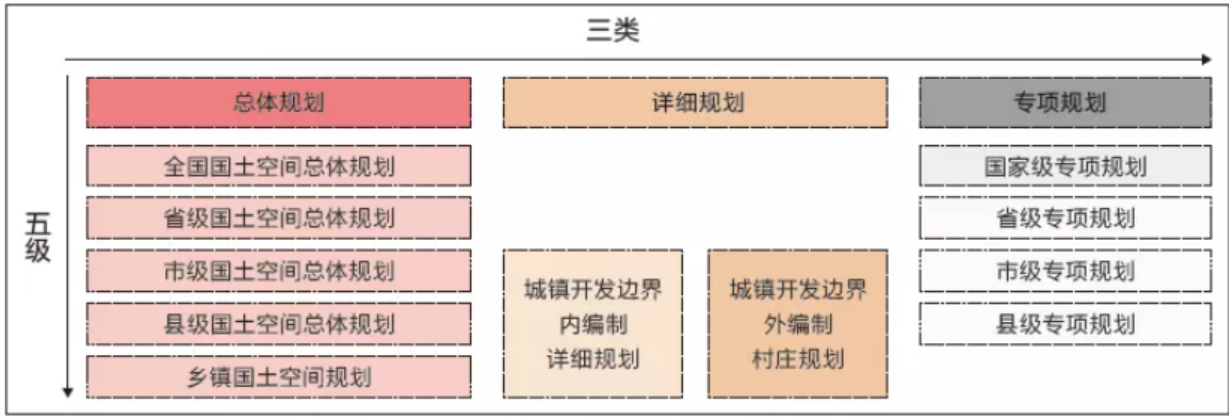 三类
五级
总体规划
详细规划
专项规划
全国国土空间总体规划
国家级专项规划
省级国土空间总体规划
省级专项规划
市级国土空间总体规划
市级专项规划
县级国土空间总体规划
县级专项规划
乡镇国土空间规划
城镇开发边界
内编制
详细规划
城镇开发边界
外编制
村庄规划